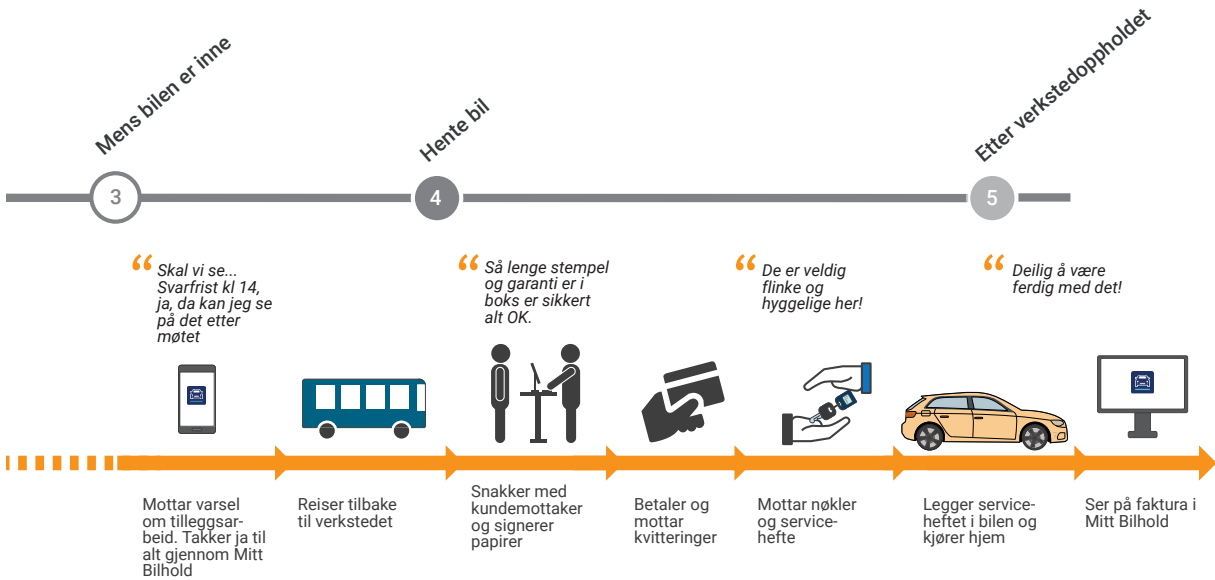 Mens bilen er inne
Hente bil
Etter verkstedoppholdet
3
4
5
“ Skal vi se...
Svarfrist kl 14,
ja, da kan jeg se
på det etter
møtet
“ Så lenge stempel
og garanti er i
boks er sikkert
alt OK.
“ De er veldig
flinke og
hyggelige her!
“ Deilig å være
ferdig med det!
Mottar varsel
om tilleggsar-
beid. Takker ja til
alt gjennom Mitt
Bilhold
Reiser tilbake
til verkstedet
Snakker med
kundemottaker
og signerer
papirer
Betaler og
mottar
kvitteringer
Mottar nøkler
og service-
hefte
Legger service-
heftet i bilen og
kjører hjem
Ser på faktura i
Mitt Bilhold